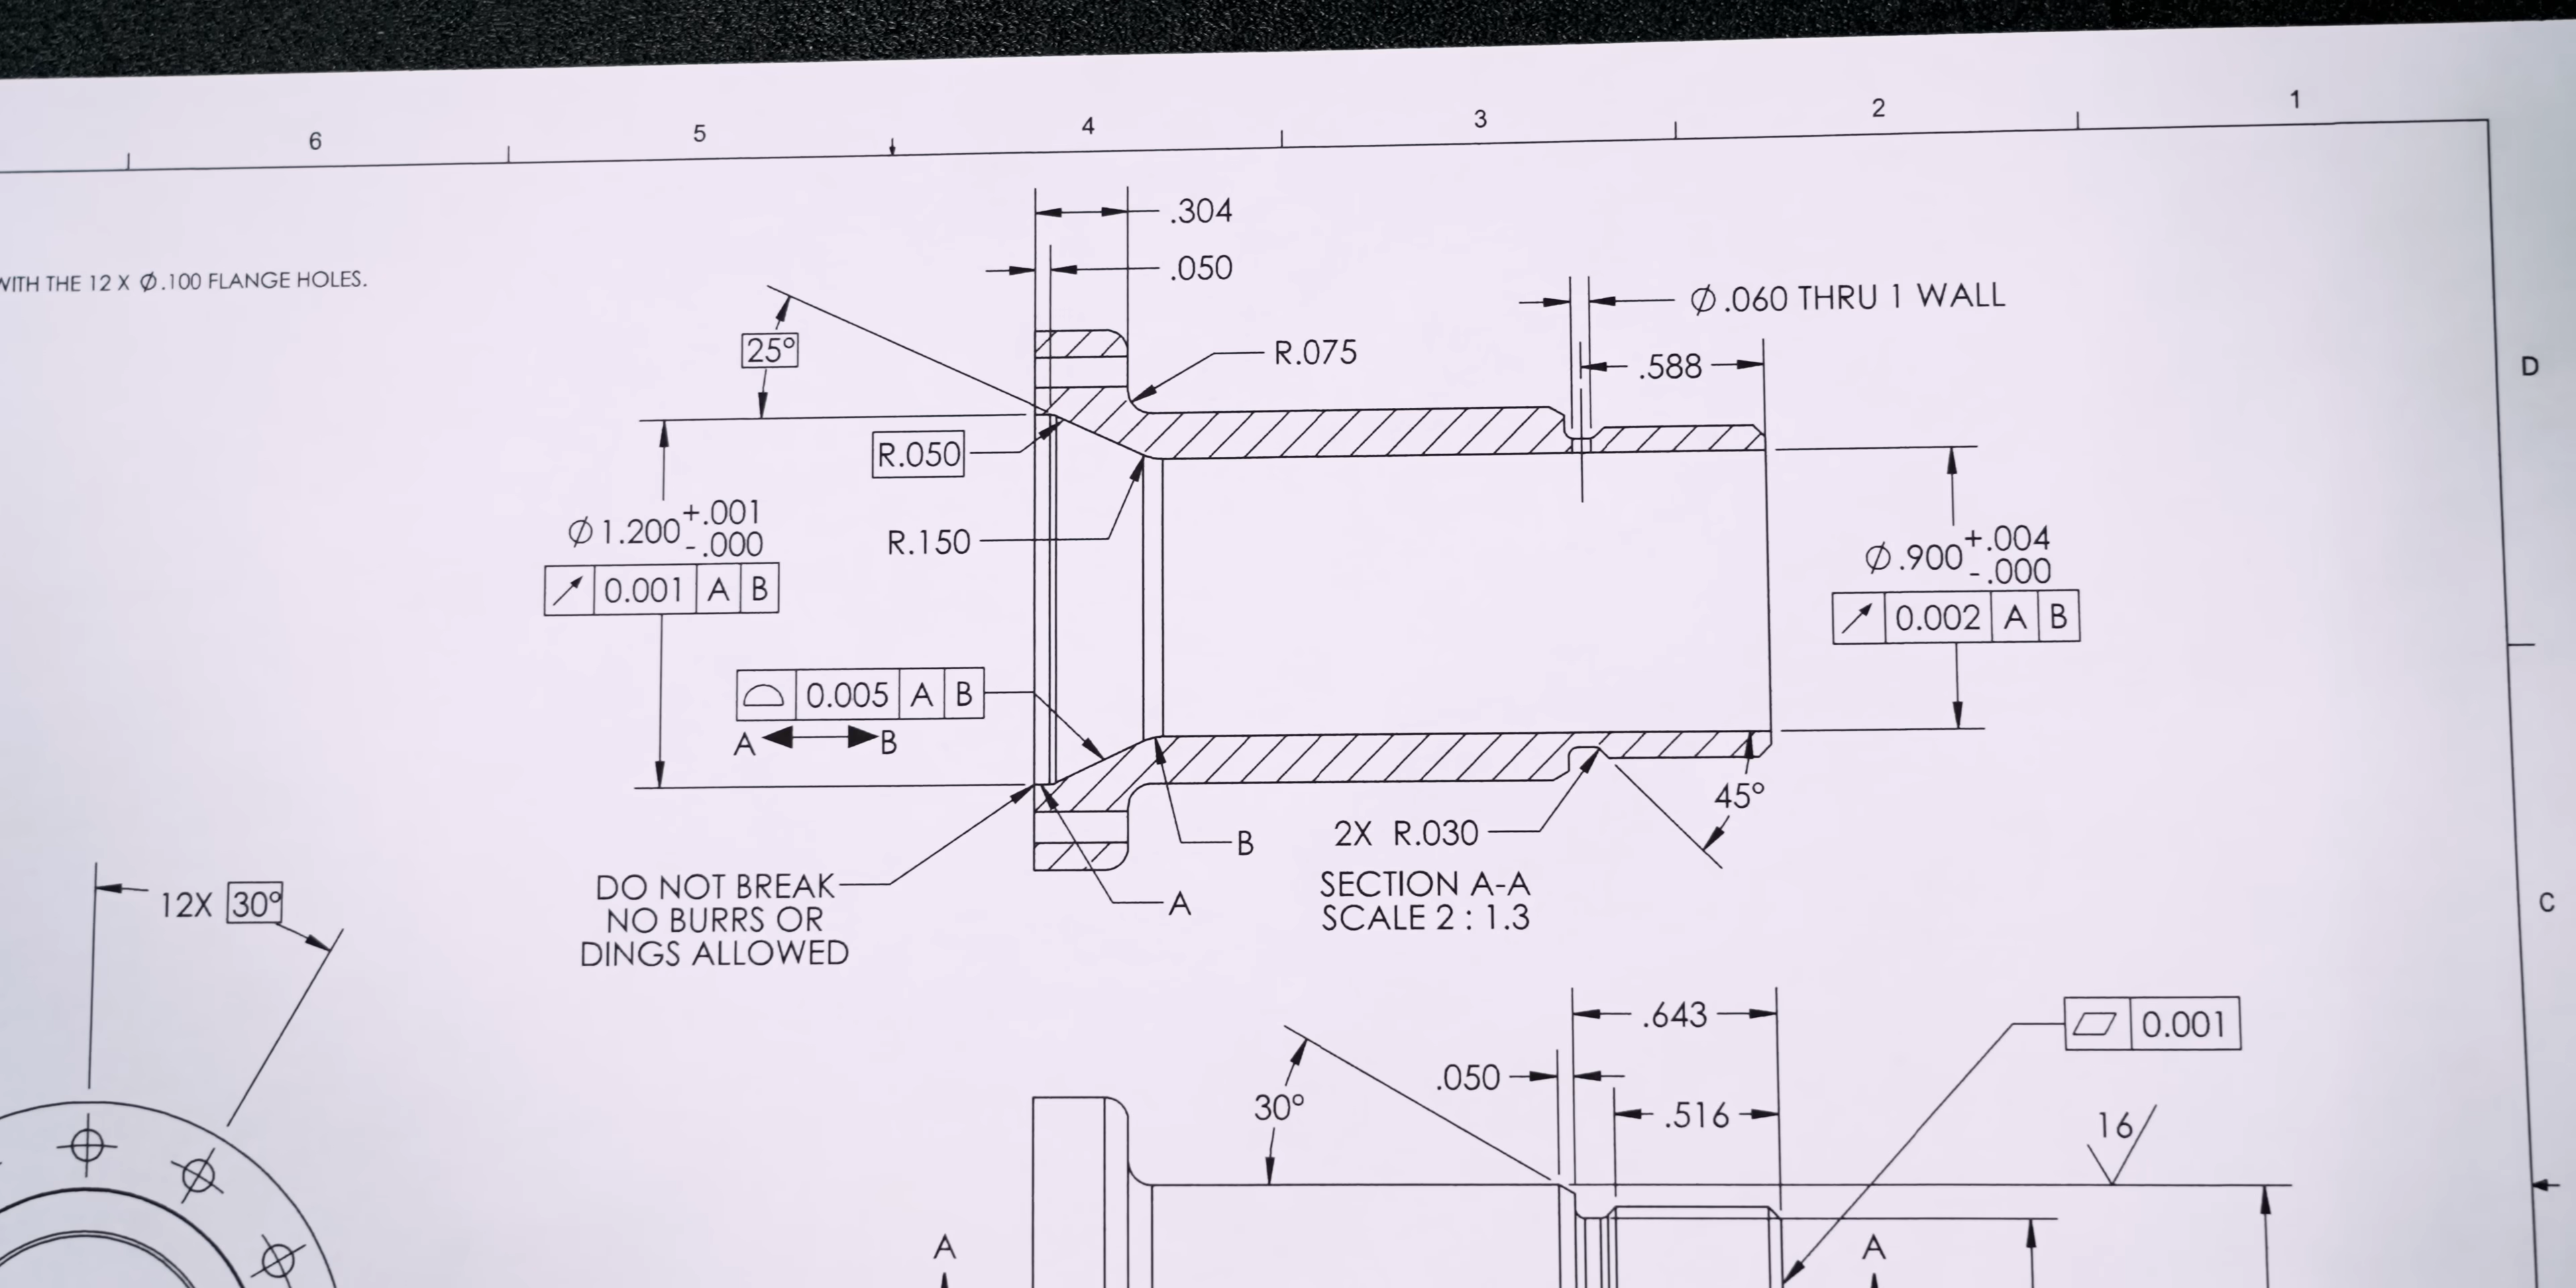 6 5 4 3 2 1
.304
WITH THE 12 X Ø.100 FLANGE HOLES.
.050
Ø.060 THRU 1 WALL
25°
R.075
.588
D
R.050
Ø1.200 +.001
-.000
R.150
Ø.900 +.004
-.000
↗ 0.001 A B
↗ 0.002 A B
⌓ 0.005 A B
A ↔ B
45°
2X R.030
B
DO NOT BREAK
NO BURRS OR
DINGS ALLOWED
A
SECTION A-A
SCALE 2 : 1.3
12X 30°
C
.643
⏥ 0.001
.050
30°
.516
16
A
A